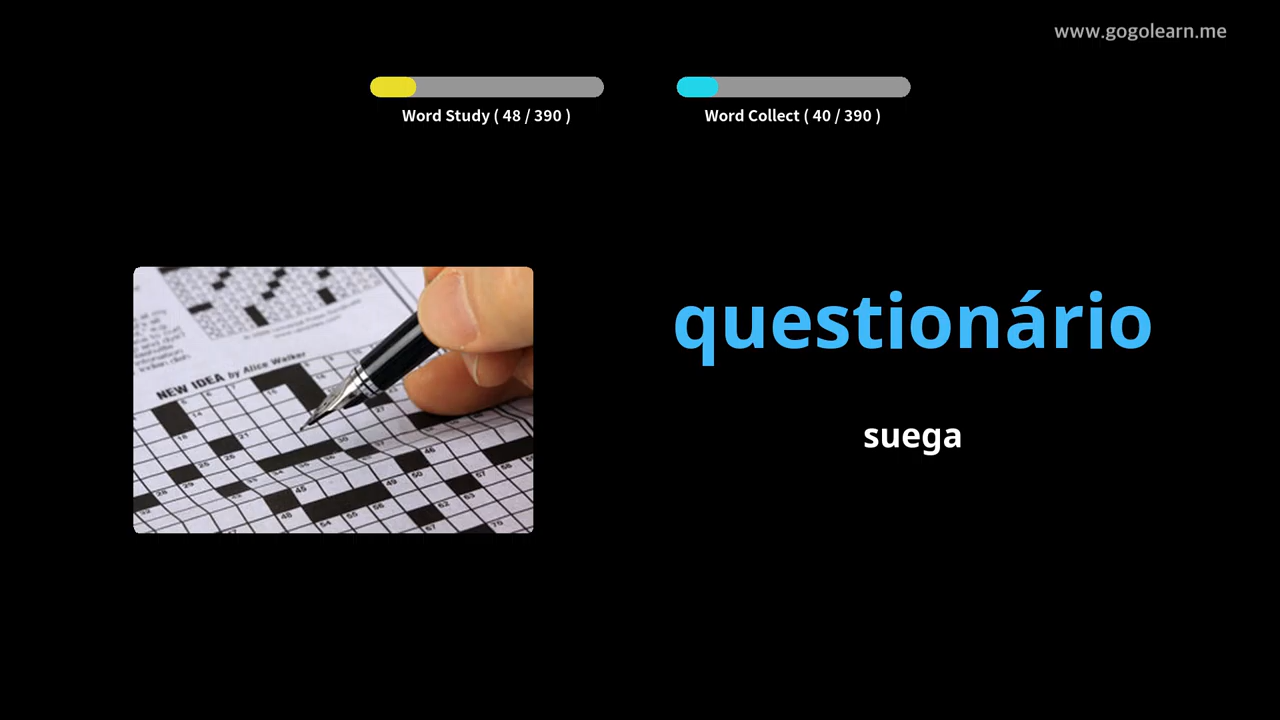 www.gogolearn.me
Word Study ( 48 / 390 )
Word Collect ( 40 / 390 )
NEW IDEA by Alice Walker
questionário
suega